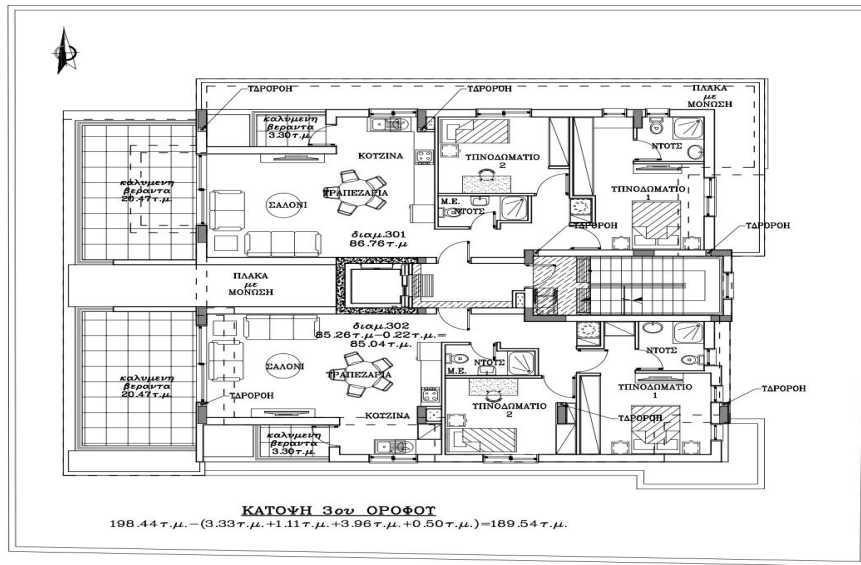 ΥΔΡΟΡΟΗ
ΠΛΑΚΑ
με
ΜΟΝΩΣΗ
ΥΔΡΟΡΟΗ
καλυμενη
βεραντα
3.30τ.μ.
ΚΟΥΖΙΝΑ
ΥΠΝΟΔΩΜΑΤΙΟ
2
ΝΤΟΥΣ
καλυμενη
βεραντα
20.47τ.μ.
ΤΡΑΠΕΖΑΡΙΑ
ΥΠΝΟΔΩΜΑΤΙΟ
1
ΣΑΛΟΝΙ
Μ.Ε.
ΝΤΟΥΣ
διαμ.301
86.76τ.μ
ΥΔΡΟΡΟΗ
ΥΔΡΟΡΟΗ
ΠΛΑΚΑ
με
ΜΟΝΩΣΗ
διαμ.302
85.26τ.μ-0.22τ.μ.=
85.04τ.μ.
ΣΑΛΟΝΙ
ΤΡΑΠΕΖΑΡΙΑ
Μ.Ε.
ΝΤΟΥΣ
ΝΤΟΥΣ
καλυμενη
βεραντα
20.47τ.μ.
ΥΔΡΟΡΟΗ
ΚΟΥΖΙΝΑ
ΥΠΝΟΔΩΜΑΤΙΟ
2
ΥΠΝΟΔΩΜΑΤΙΟ
1
ΥΔΡΟΡΟΗ
ΥΔΡΟΡΟΗ
καλυμενη
βεραντα
3.30τ.μ.
ΚΑΤΟΨΗ 3ου ΟΡΟΦΟΥ
198.44τ.μ.-(3.33τ.μ.+1.11τ.μ.+3.96τ.μ.+0.50τ.μ.)=189.54τ.μ.